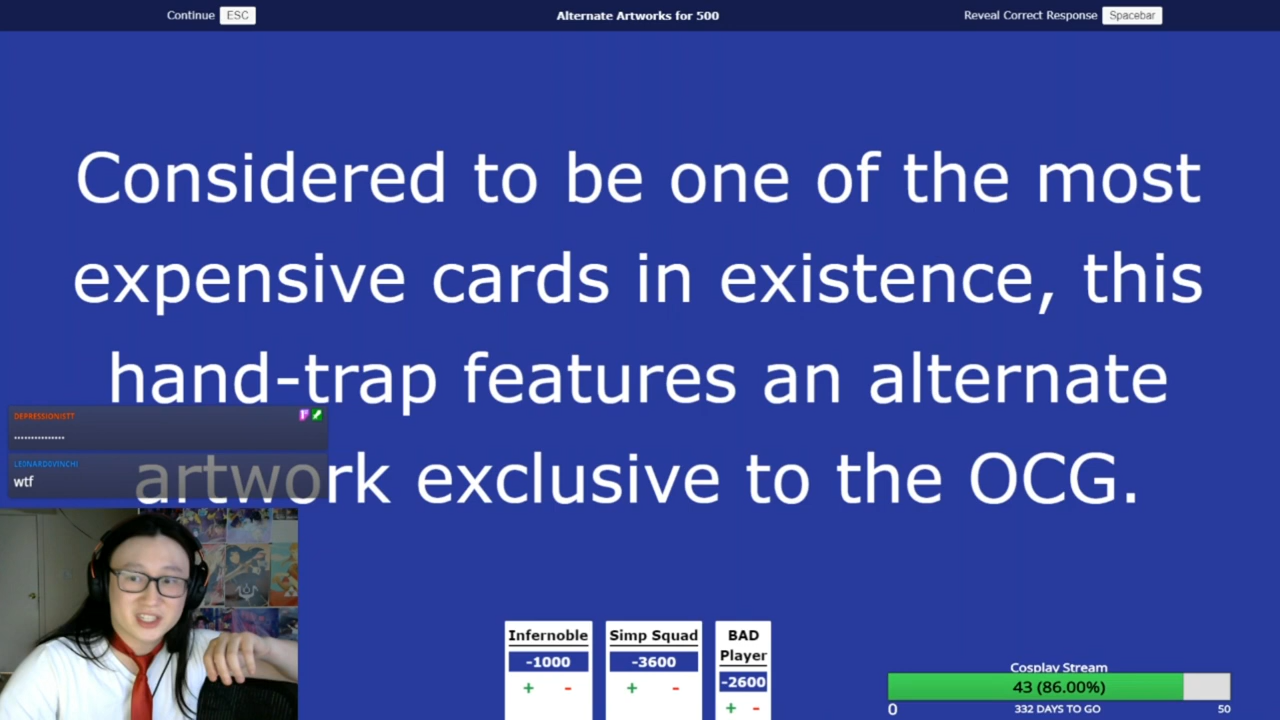 Continue ESC
Alternate Artworks for 500
Reveal Correct Response Spacebar
Considered to be one of the most
expensive cards in existence, this
hand-trap features an alternate
artwork exclusive to the OCG.
DEPRESSIONISTT
...............
LEONARDOVINCHI
wtf
Infernoble
-1000
+ -
Simp Squad
-3600
+ -
BAD
Player
-2600
+ -
Cosplay Stream
43 (86.00%)
0 332 DAYS TO GO 50